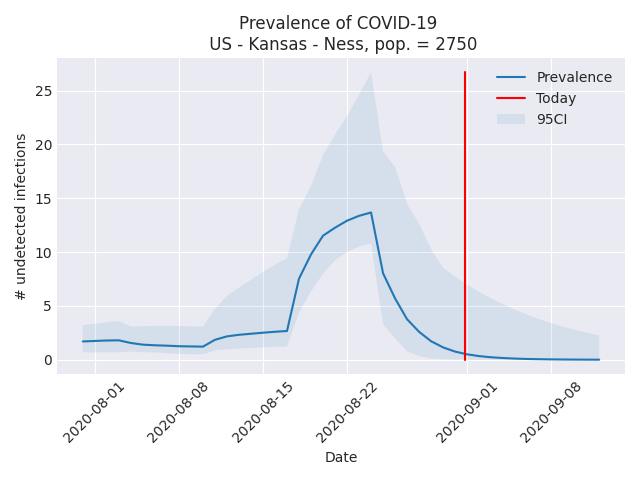 Prevalence of COVID-19
US - Kansas - Ness, pop. = 2750
Prevalence
Today
95CI
# undetected infections
25
20
15
10
5
0
2020-08-01
2020-08-08
2020-08-15
2020-08-22
2020-09-01
2020-09-08
Date